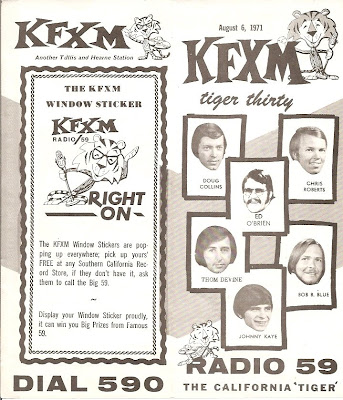 KFXM
Another Tullis and Hearne Station
THE KFXM
WINDOW STICKER
KFXM
RADIO 59
RIGHT
ON
The KFXM Window Stickers are pop-
ping up everywhere; pick up yours'
FREE at any Southern California Rec
ord Store, if they don't have it, ask
them to call the Big 59.
~
Display your Window Sticker proudly,
it can win you Big Prizes from Famous
59.
DIAL 590
August 6, 1971
KFXM
tiger thirty
DOUG
COLLINS
CHRIS
ROBERTS
ED
O'BRIEN
THOM DEVINE
BOB B. BLUE
JOHNNY KAYE
RADIO 59
THE CALIFORNIA 'TIGER'